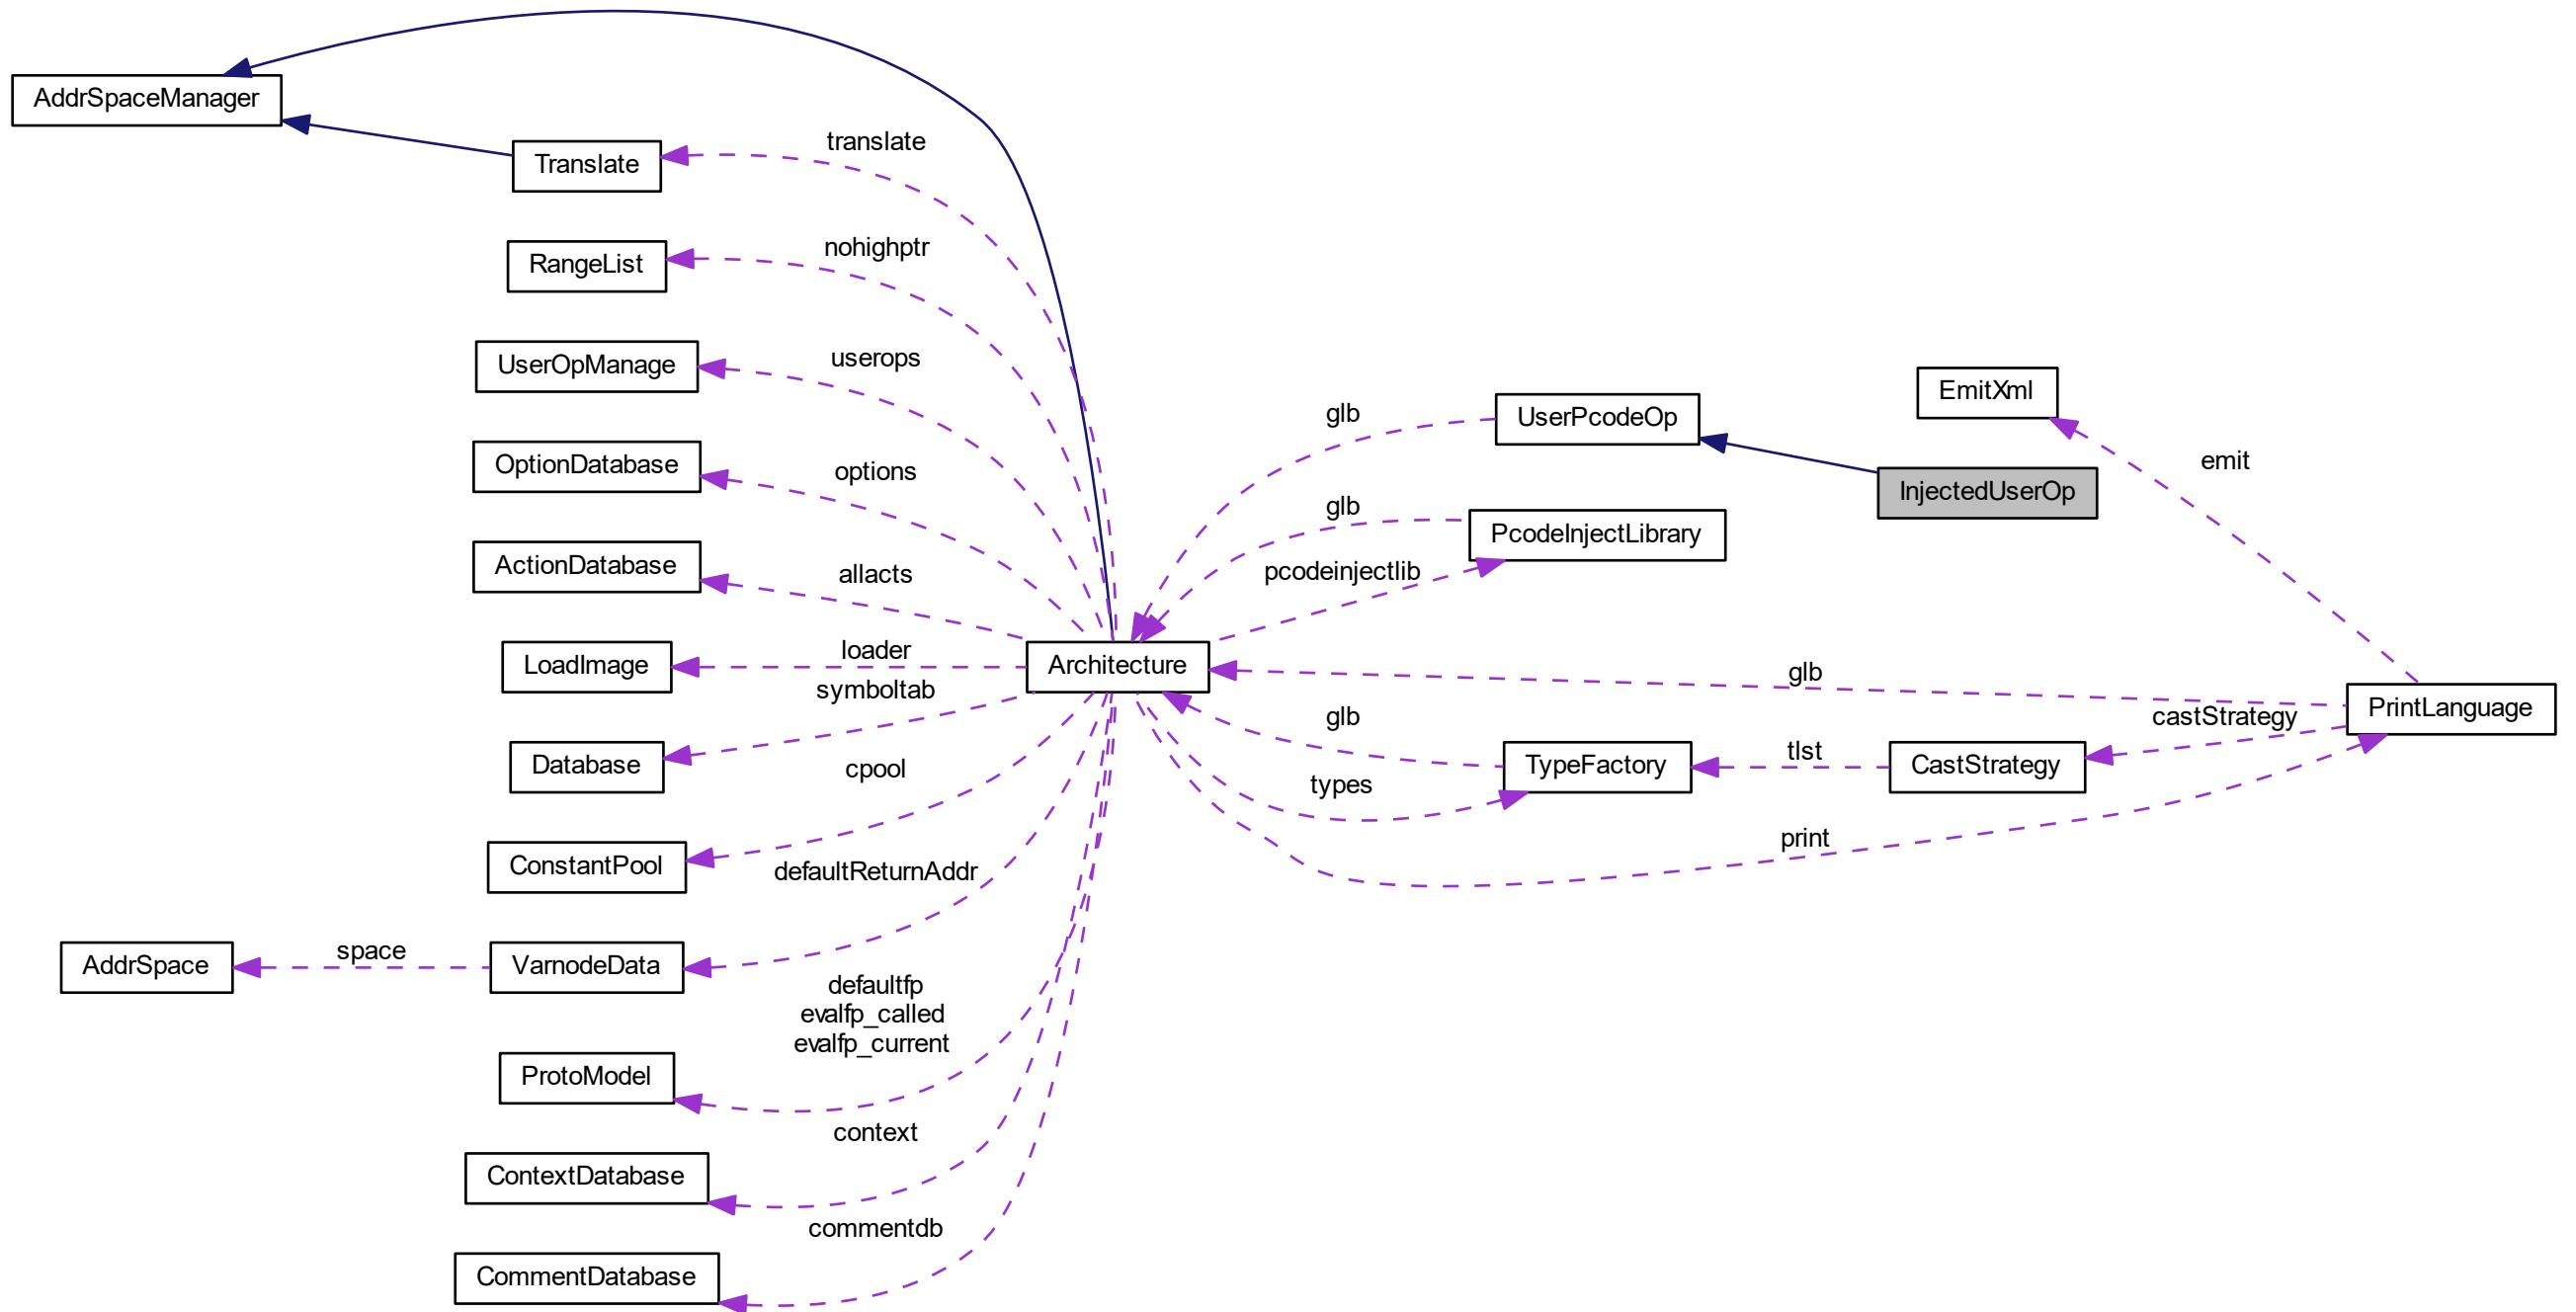 AddrSpaceManager
translate
Translate
nohighptr
RangeList
userops
UserOpManage
glb
UserPcodeOp
EmitXml
emit
options
OptionDatabase
InjectedUserOp
glb
PcodeInjectLibrary
allacts
ActionDatabase
pcodeinjectlib
loader
LoadImage
Architecture
glb
symboltab
PrintLanguage
castStrategy
glb
tlst
Database
cpool
TypeFactory
CastStrategy
types
print
ConstantPool
defaultReturnAddr
AddrSpace
space
VarnodeData
defaultfp
evalfp_called
evalfp_current
ProtoModel
context
ContextDatabase
commentdb
CommentDatabase